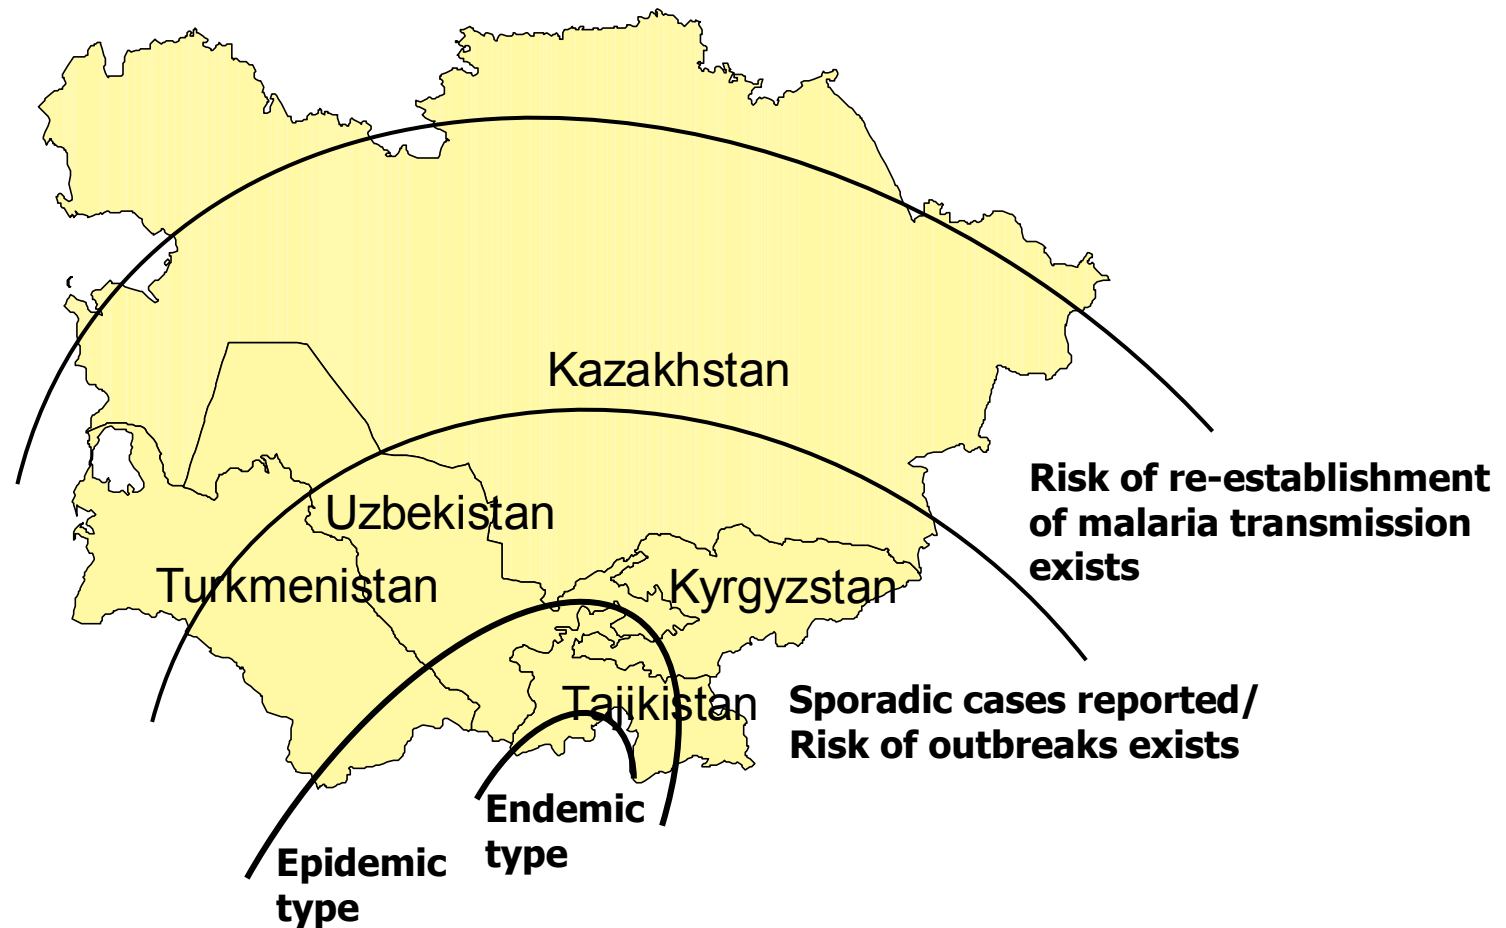 Kazakhstan
Risk of re-establishment
of malaria transmission
exists
Uzbekistan
Turkmenistan
Kyrgyzstan
Tajikistan
Sporadic cases reported/
Risk of outbreaks exists
Endemic
type
Epidemic
type